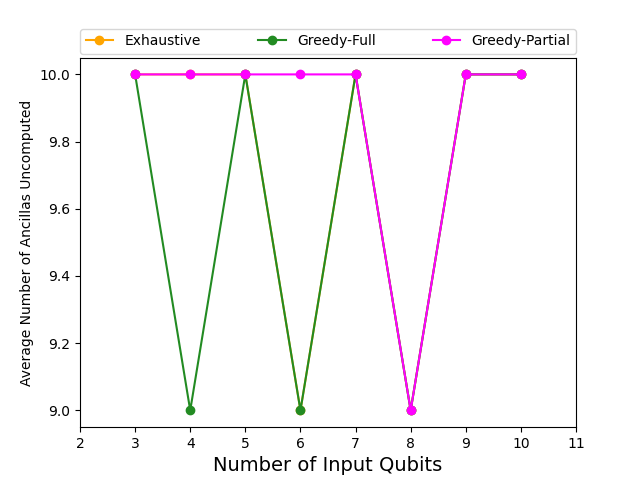 Exhaustive Greedy-Full Greedy-Partial
Average Number of Ancillas Uncomputed
10.0
9.8
9.6
9.4
9.2
9.0
2 3 4 5 6 7 8 9 10 11
Number of Input Qubits